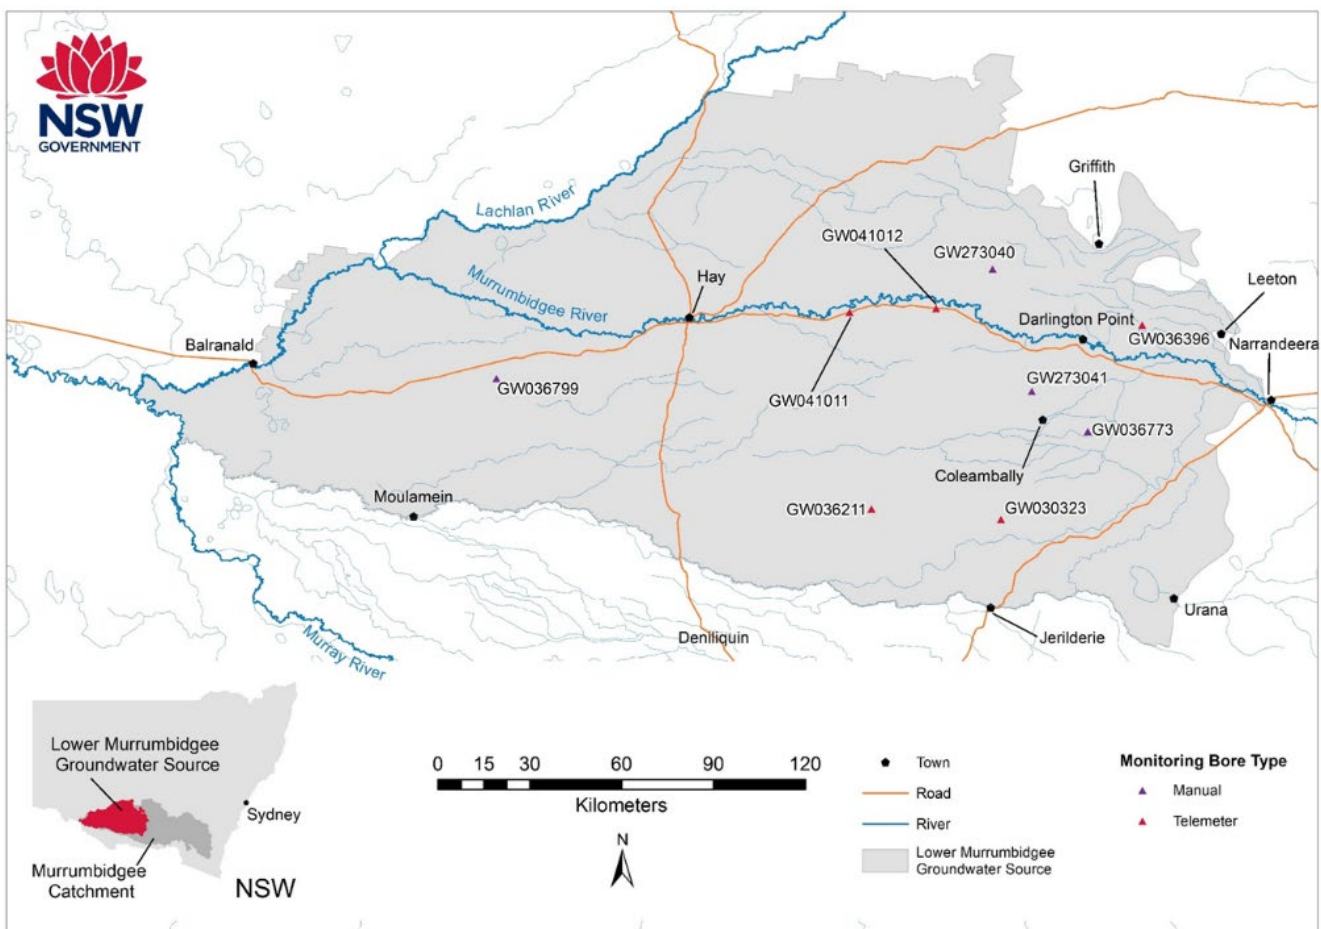 NSW
GOVERNMENT
Griffith
Lachlan River
GW041012
GW273040
Murrumbidgee River
Hay
Leeton
Darlington Point
Balranald
GW036396
Narrandeera
GW036799
GW041011
GW273041
GW036773
Coleambally
Moulamein
GW036211
GW030323
Urana
Deniliquin
Jerilderie
Murray River
Lower Murrumbidgee
Groundwater Source
Sydney
Murrumbidgee
Catchment
NSW
0 15 30 60 90 120
Kilometers
N
Town
Road
River
Lower Murrumbidgee
Groundwater Source
Monitoring Bore Type
Manual
Telemeter